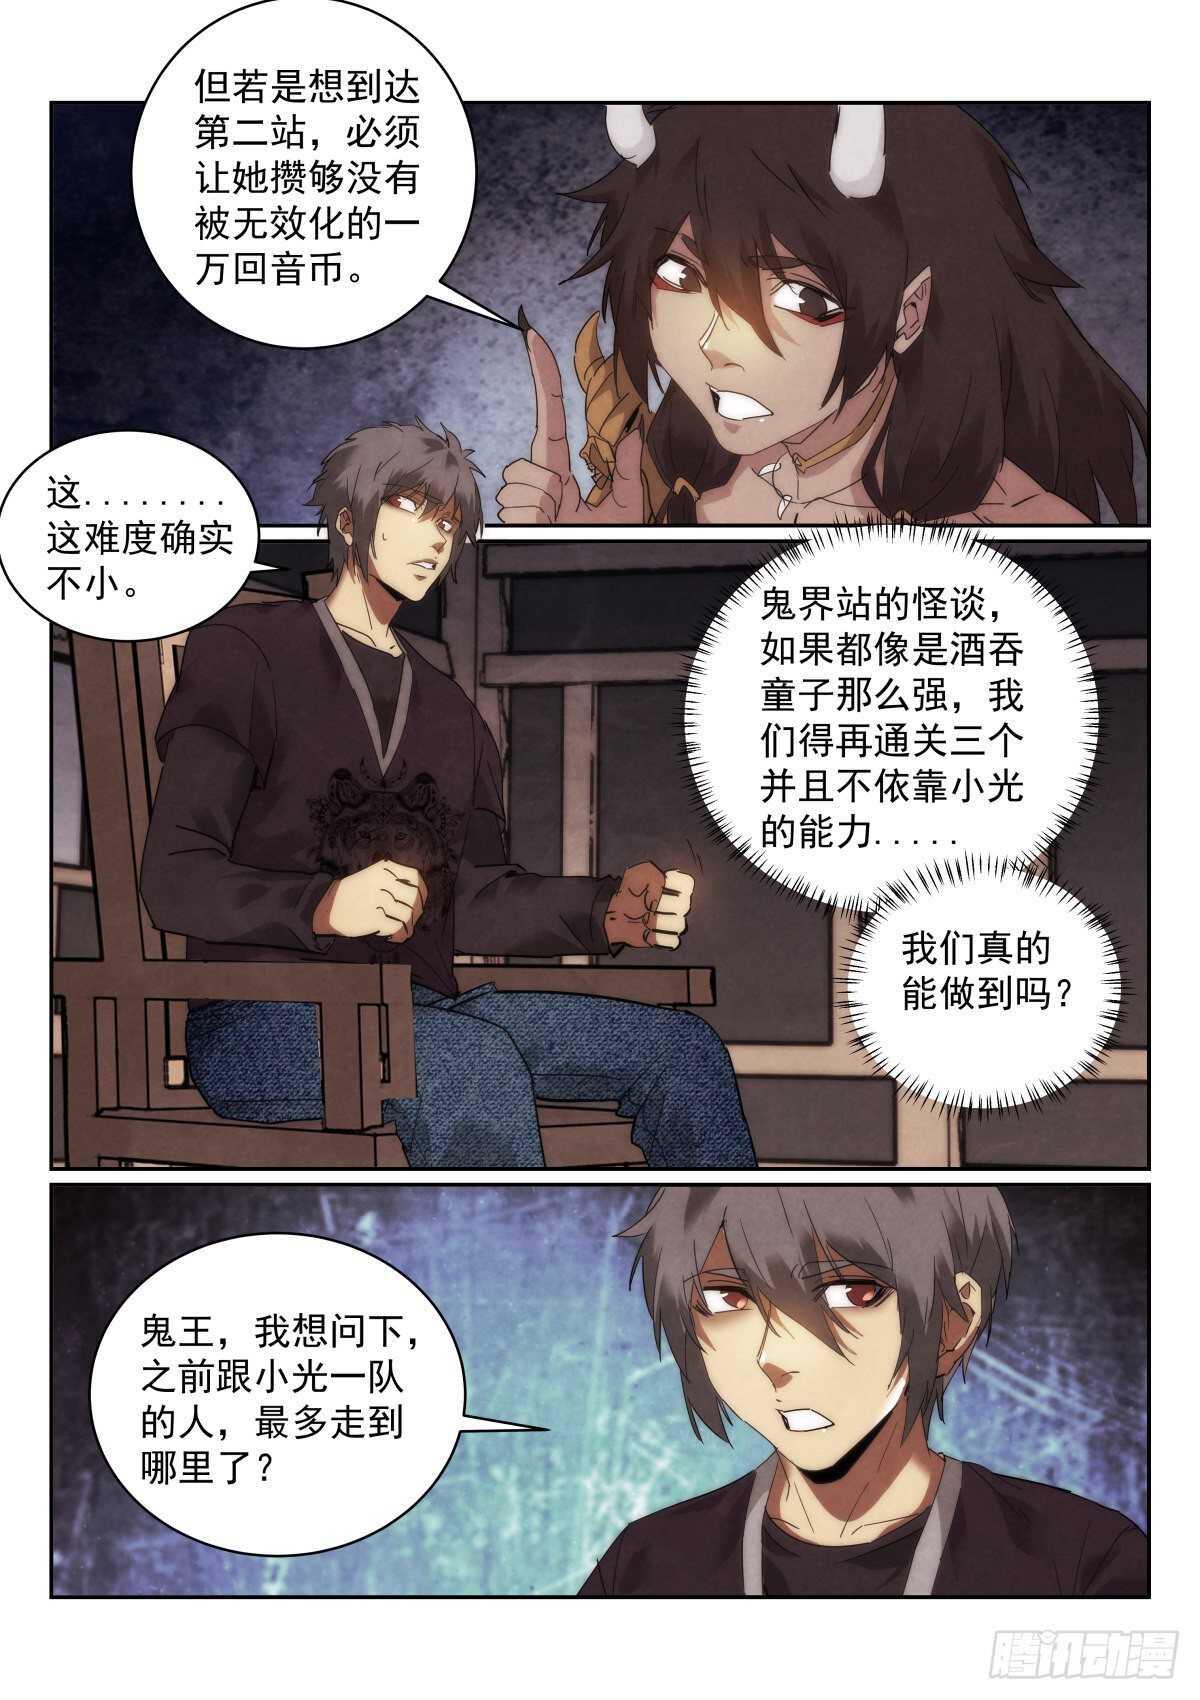 但若是想到达
第二站，必须
让她攒够没有
被无效化的一
万回音币。
这........
这难度确实
不小。
鬼界站的怪谈，
如果都像是酒吞
童子那么强，我
们得再通关三个
并且不依靠小光
的能力.....
我们真的
能做到吗？
鬼王，我想问下，
之前跟小光一队
的人，最多走到
哪里了？
腾讯动漫